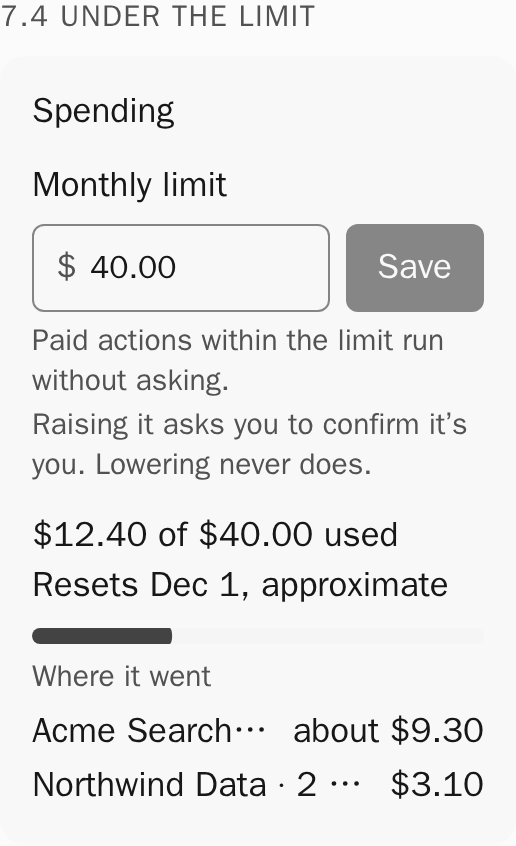 7.4 UNDER THE LIMIT
Spending
Monthly limit
$ 40.00
Save
Paid actions within the limit run
without asking.
Raising it asks you to confirm it’s
you. Lowering never does.
$12.40 of $40.00 used
Resets Dec 1, approximate
Where it went
Acme Search··· about $9.30
Northwind Data · 2 ··· $3.10